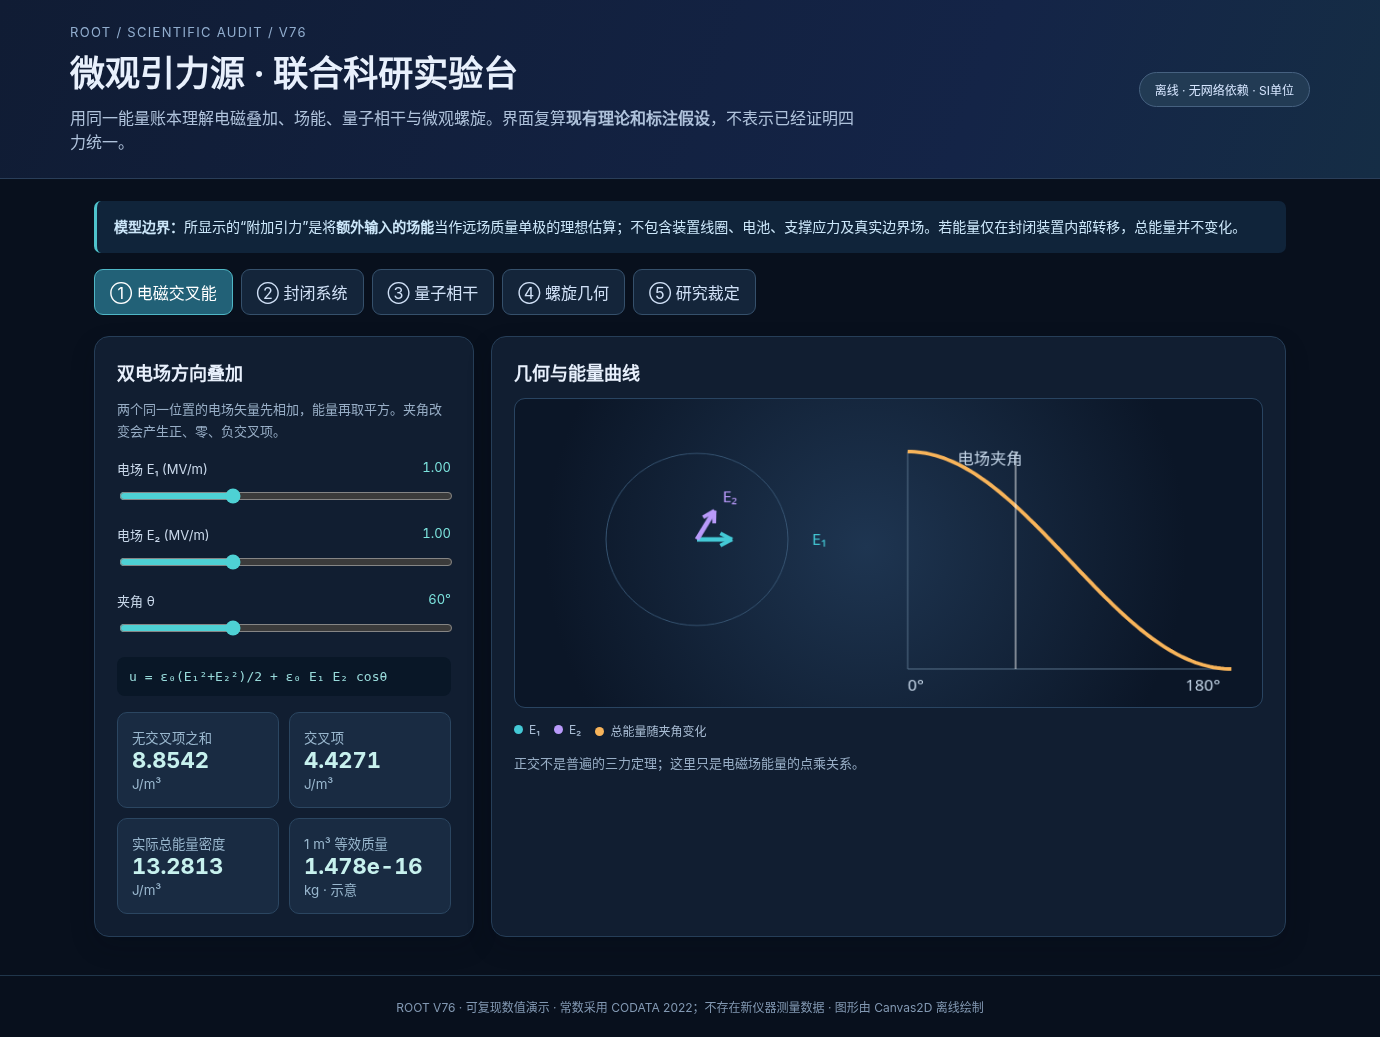 ROOT / SCIENTIFIC AUDIT / V76
微观引力源 · 联合科研实验台
用同一能量账本理解电磁叠加、场能、量子相干与微观螺旋。界面复算现有理论和标注假设，不表示已经证明四
力统一。
离线 · 无网络依赖 · SI单位
模型边界：所显示的“附加引力”是将额外输入的场能当作远场质量单极的理想估算；不包含装置线圈、电池、支撑应力及真实边界场。若能量仅在封闭装置内部转移，总能量并不变化。
① 电磁交叉能
② 封闭系统
③ 量子相干
④ 螺旋几何
⑤ 研究裁定
双电场方向叠加
两个同一位置的电场矢量先相加，能量再取平方。夹角改
变会产生正、零、负交叉项。
电场 E₁ (MV/m) 1.00
电场 E₂ (MV/m) 1.00
夹角 θ 60°
u = ε₀(E₁²+E₂²)/2 + ε₀ E₁ E₂ cosθ
无交叉项之和
8.8542
J/m³
交叉项
4.4271
J/m³
实际总能量密度
13.2813
J/m³
1 m³ 等效质量
1.478e-16
kg · 示意
几何与能量曲线
电场夹角
E₂
E₁
0° 180°
E₁ E₂ 总能量随夹角变化
正交不是普遍的三力定理；这里只是电磁场能量的点乘关系。
ROOT V76 · 可复现数值演示 · 常数采用 CODATA 2022；不存在新仪器测量数据 · 图形由 Canvas2D 离线绘制